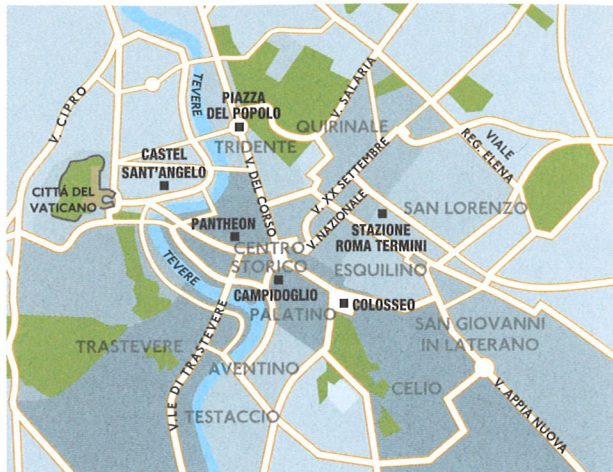 V. CIPRO
TEVERE
PIAZZA
DEL POPOLO
TRIDENTE
V. SALARIA
QUIRINALE
VIALE
REG. ELENA
CASTEL
SANT'ANGELO
CITTÁ DEL
VATICANO
V. DEL CORSO
V. XX SETTEMBRE
V. NAZIONALE
SAN LORENZO
STAZIONE
ROMA TERMINI
PANTHEON
CENTRO
STORICO
TEVERE
ESQUILINO
CAMPIDOGLIO
COLOSSEO
PALATINO
SAN GIOVANNI
IN LATERANO
TRASTEVERE
V.LE DI TRASTEVERE
AVENTINO
CELIO
TESTACCIO
V. APPIA NUOVA